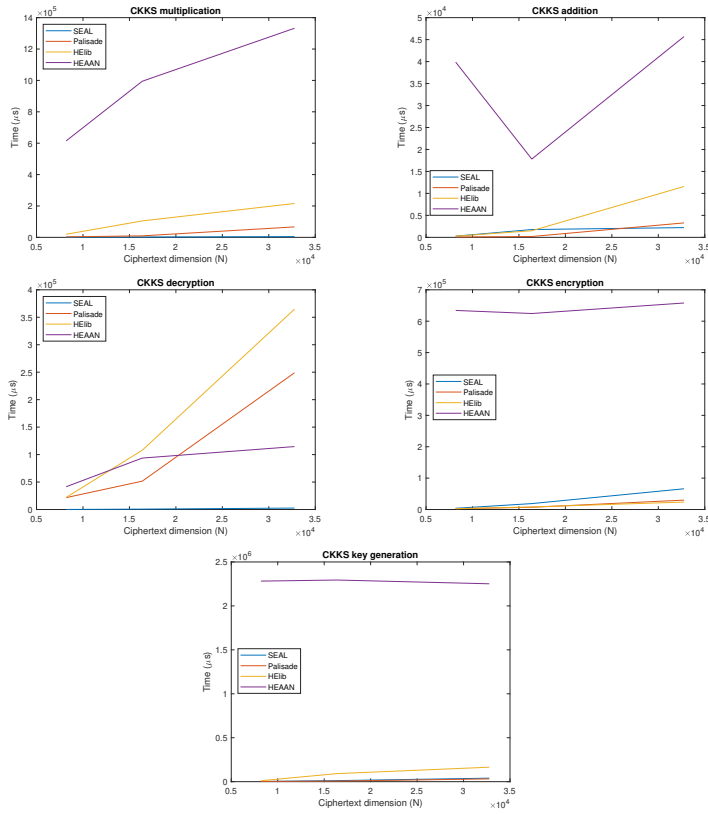 CKKS multiplication
×10^5
14
12
10
8
6
4
2
0
Time (μs)
SEAL
Palisade
HElib
HEAAN
0.5 1 1.5 2 2.5 3 3.5
Ciphertext dimension (N)
×10^4
CKKS addition
×10^4
5
4.5
4
3.5
3
2.5
2
1.5
1
0.5
0
Time (μs)
SEAL
Palisade
HElib
HEAAN
0.5 1 1.5 2 2.5 3 3.5
Ciphertext dimension (N)
×10^4
CKKS decryption
×10^5
4
3.5
3
2.5
2
1.5
1
0.5
0
Time (μs)
SEAL
Palisade
HElib
HEAAN
0.5 1 1.5 2 2.5 3 3.5
Ciphertext dimension (N)
×10^4
CKKS encryption
×10^5
7
6
5
4
3
2
1
0
Time (μs)
SEAL
Palisade
HElib
HEAAN
0.5 1 1.5 2 2.5 3 3.5
Ciphertext dimension (N)
×10^4
CKKS key generation
×10^6
2.5
2
1.5
1
0.5
0
Time (μs)
SEAL
Palisade
HElib
HEAAN
0.5 1 1.5 2 2.5 3 3.5
Ciphertext dimension (N)
×10^4